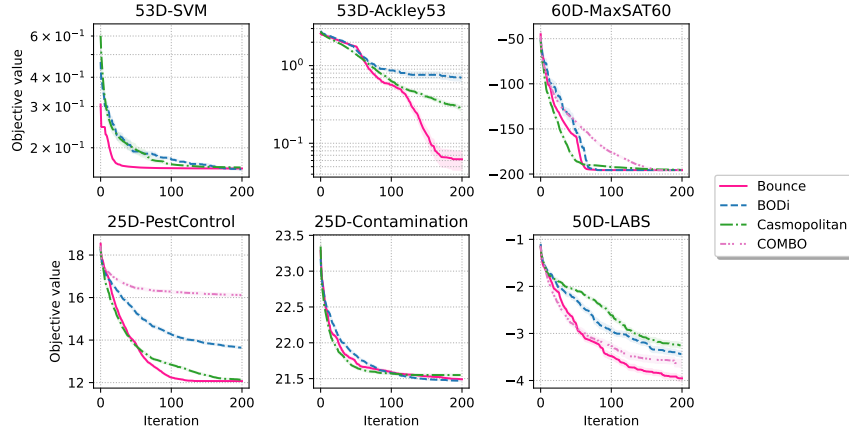 53D-SVM
53D-Ackley53
60D-MaxSAT60
Objective value
6 × 10⁻¹
4 × 10⁻¹
3 × 10⁻¹
2 × 10⁻¹
0 100 200
10⁰
10⁻¹
0 100 200
−50
−100
−150
−200
0 100 200
Bounce
BODi
Casmopolitan
COMBO
25D-PestControl
25D-Contamination
50D-LABS
Objective value
18
16
14
12
0 100 200
Iteration
23.5
23.0
22.5
22.0
21.5
0 100 200
Iteration
−1
−2
−3
−4
0 100 200
Iteration